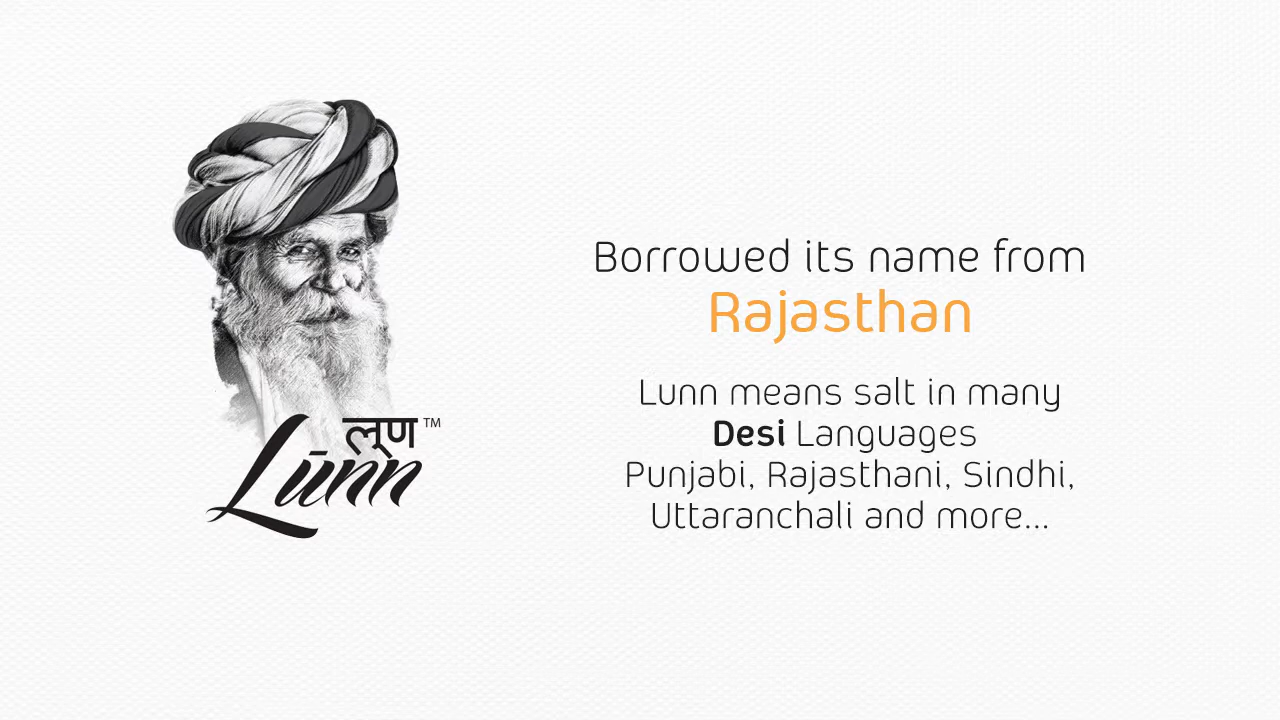 लूण ™
Lūnn
Borrowed its name from
Rajasthan
Lunn means salt in many
Desi Languages
Punjabi, Rajasthani, Sindhi,
Uttaranchali and more...